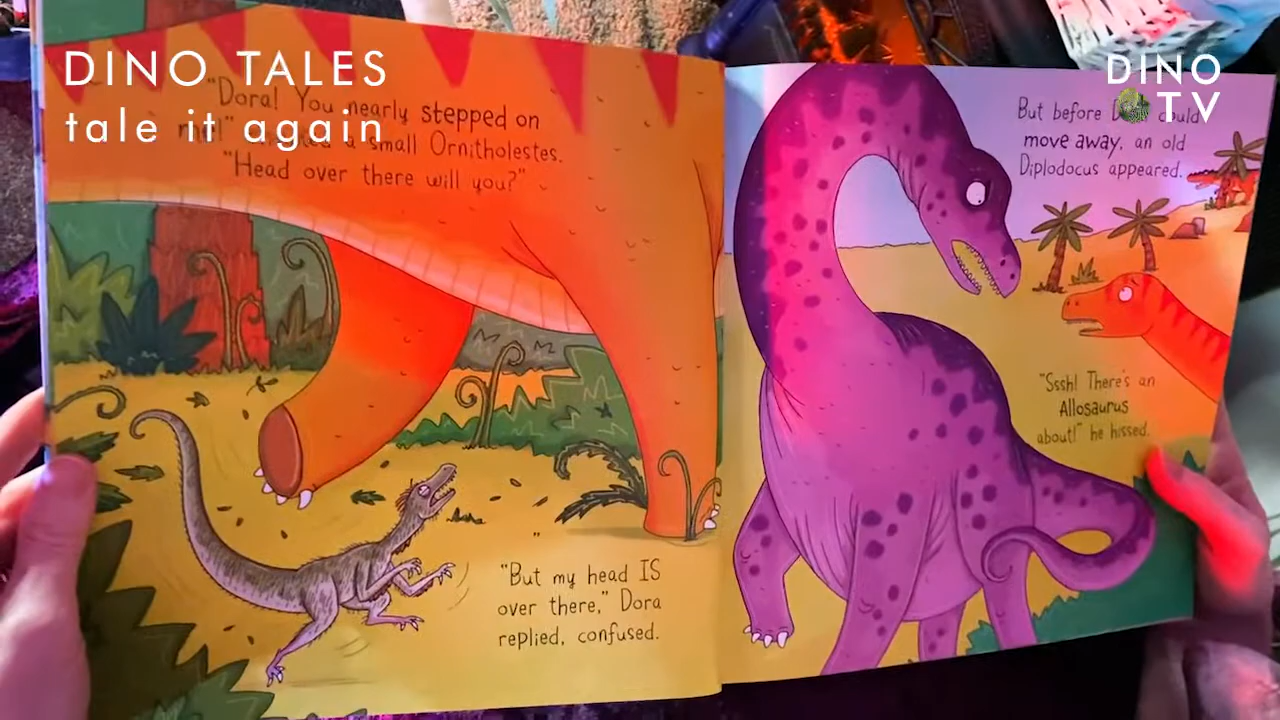 DINO TALES
tale it again
DINO
TV
"Dora! You nearly stepped on
a small Ornitholestes.
"Head over there will you?"
"But my head IS
over there," Dora
replied, confused.
But before could
move away, an old
Diplodocus appeared.
"Sssh! There's an
Allosaurus
about!" he hissed.